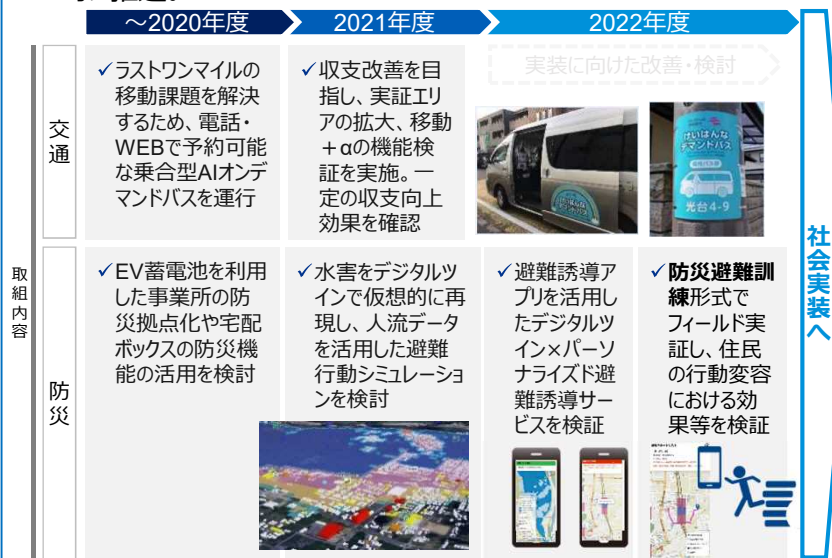 ～2020年度
2021年度
2022年度
取組内容
交通
✓ラストワンマイルの
移動課題を解決
するため、電話・
WEBで予約可能
な乗合型AIオンデ
マンドバスを運行
✓収支改善を目
指し、実証エリ
アの拡大、移動
＋αの機能検
証を実施。一
定の収支向上
効果を確認
実装に向けた改善・検討
けいはんな
デマンドバス
光台4-9
防災
✓EV蓄電池を利用
した事業所の防
災拠点化や宅配
ボックスの防災機
能の活用を検討
✓水害をデジタルツ
インで仮想的に再
現し、人流データ
を活用した避難
行動シミュレーショ
ンを検討
✓避難誘導ア
プリを活用し
たデジタルツ
イン×パーソ
ナライズド避
難誘導サー
ビスを検証
✓防災避難訓
練形式で
フィールド実
証し、住民
の行動変容
における効
果等を検証
社会実装へ